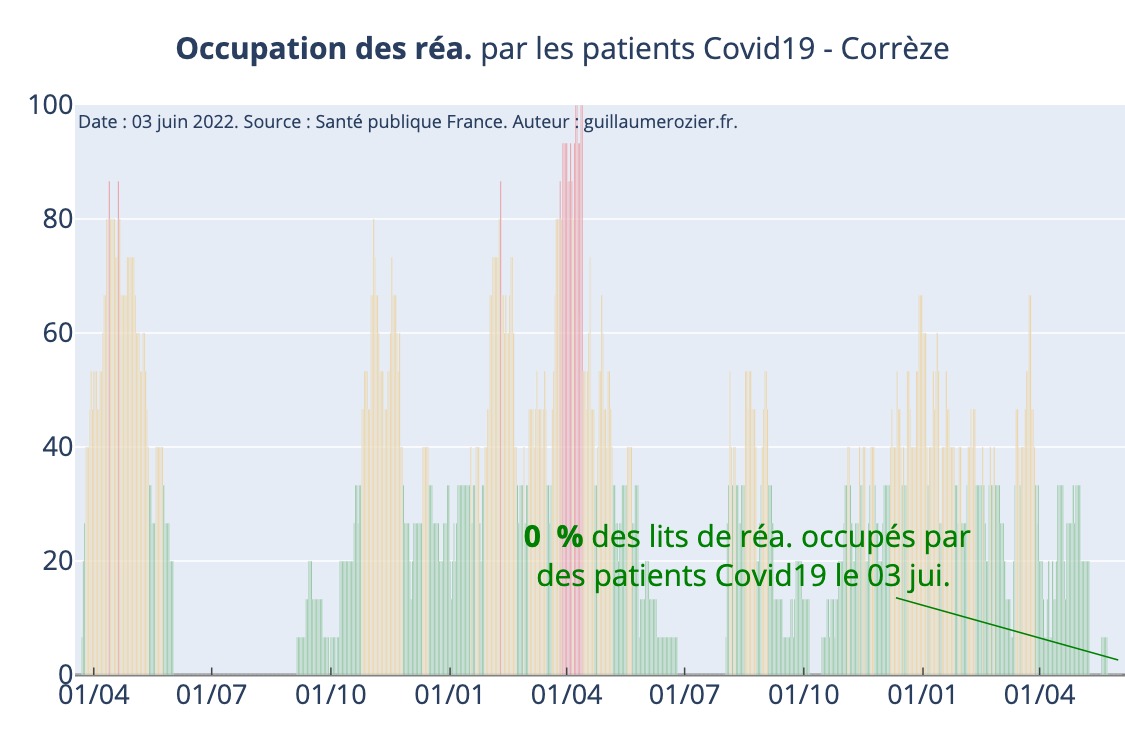 Occupation des réa. par les patients Covid19 - Corrèze
100
Date : 03 juin 2022. Source : Santé publique France. Auteur : guillaumerozier.fr.
80
60
40
0 % des lits de réa. occupés par
20
des patients Covid19 le 03 jui.
0
01/04 01/07 01/10 01/01 01/04 01/07 01/10 01/01 01/04